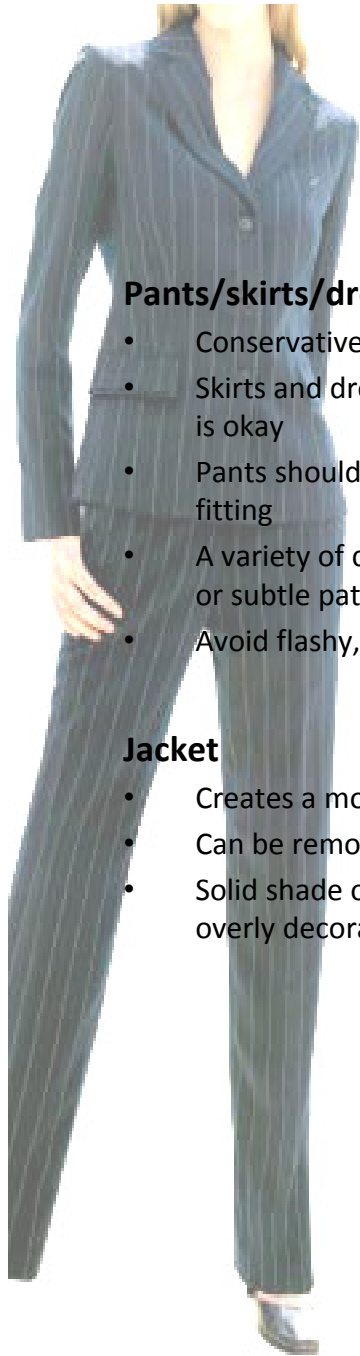 Pants/skirts/dr
• Conservative
• Skirts and dre
is okay
• Pants should
fitting
• A variety of c
or subtle pat
• Avoid flashy,
Jacket
• Creates a mo
• Can be remo
• Solid shade o
overly decora